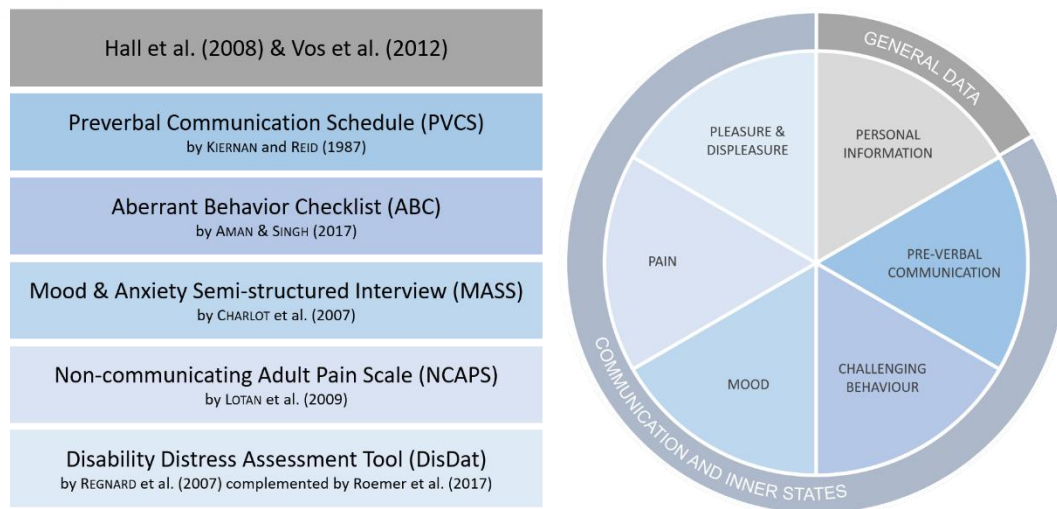 Hall et al. (2008) & Vos et al. (2012)
Preverbal Communication Schedule (PVCS)
by KIERNAN and REID (1987)
Aberrant Behavior Checklist (ABC)
by AMAN & SINGH (2017)
Mood & Anxiety Semi-structured Interview (MASS)
by CHARLOT et al. (2007)
Non-communicating Adult Pain Scale (NCAPS)
by LOTAN et al. (2009)
Disability Distress Assessment Tool (DisDat)
by REGNARD et al. (2007) complemented by Roemer et al. (2017)
GENERAL DATA
PLEASURE &
DISPLEASURE
PERSONAL
INFORMATION
PAIN
PRE-VERBAL
COMMUNICATION
MOOD
CHALLENGING
BEHAVIOUR
COMMUNICATION AND INNER STATES